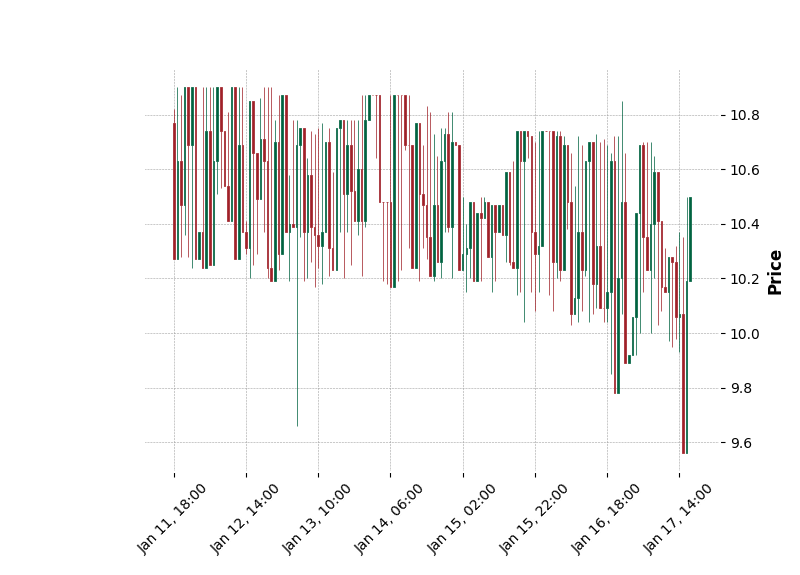 10.8
10.6
10.4
10.2
10.0
9.8
9.6
Price
Jan 11, 18:00
Jan 12, 14:00
Jan 13, 10:00
Jan 14, 06:00
Jan 15, 02:00
Jan 15, 22:00
Jan 16, 18:00
Jan 17, 14:00